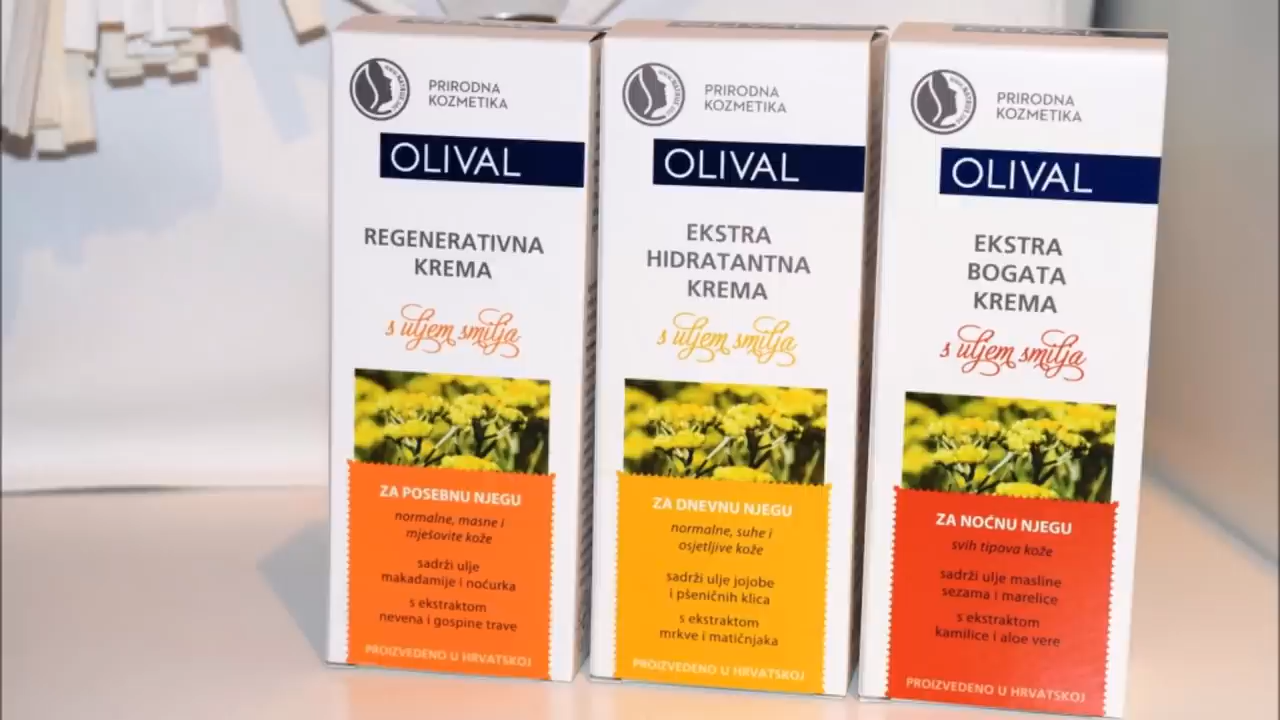 PRIRODNA
KOZMETIKA
OLIVAL
REGENERATIVNA
KREMA
s uljem smilja
ZA POSEBNU NJEGU
normalne, masne i
mješovite kože
sadrži ulje
makadamije i noćurka
s ekstraktom
nevena i gospine trave
PROIZVEDENO U HRVATSKOJ
PRIRODNA
KOZMETIKA
OLIVAL
EKSTRA
HIDRATANTNA
KREMA
s uljem smilja
ZA DNEVNU NJEGU
normalne, suhe i
osjetljive kože
sadrži ulje jojobe
i pšeničnih klica
s ekstraktom
mrkve i matičnjaka
PROIZVEDENO U HRVATSKOJ
PRIRODNA
KOZMETIKA
OLIVAL
EKSTRA
BOGATA
KREMA
s uljem smilja
ZA NOĆNU NJEGU
svih tipova kože
sadrži ulje masline
sezama i marelice
s ekstraktom
kamilice i aloe vere
PROIZVEDENO U HRVATSKOJ